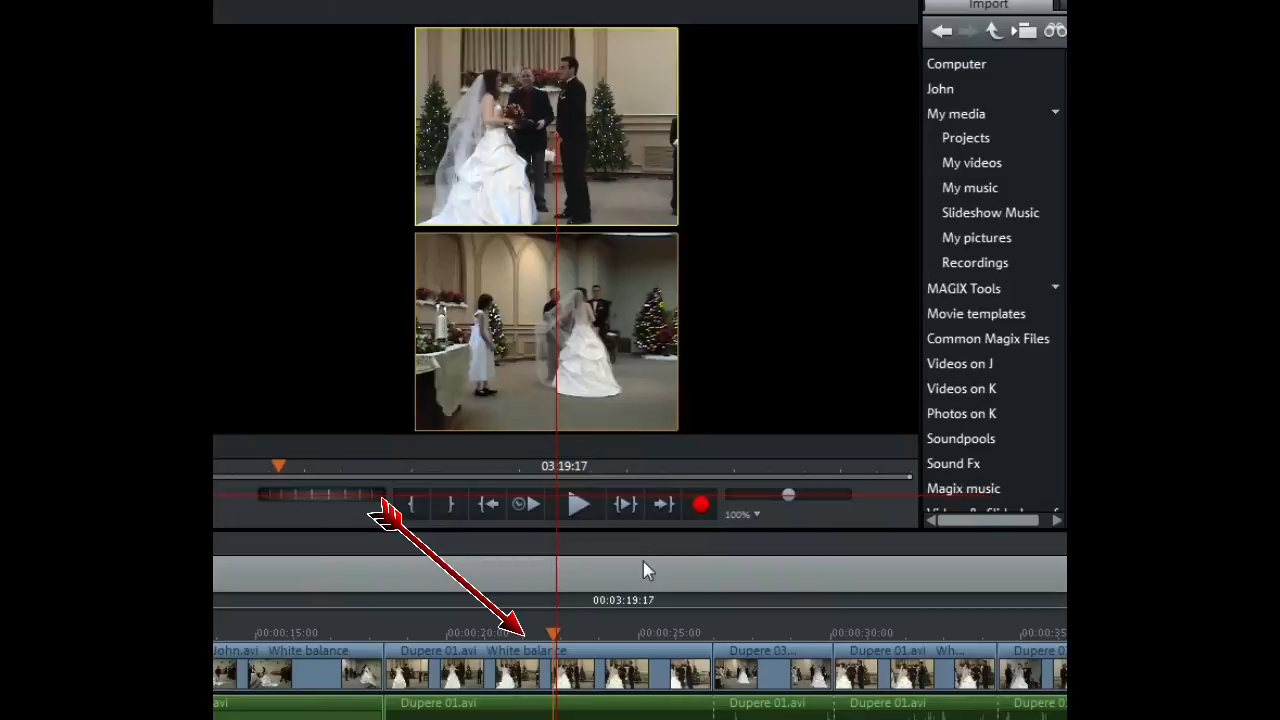 Import
Computer
John
My media
Projects
My videos
My music
Slideshow Music
My pictures
Recordings
MAGIX Tools
Movie templates
Common Magix Files
Videos on J
Videos on K
Photos on K
Soundpools
Sound Fx
Magix music
03:19:17
100%
00:03:19:17
00:00:15:00 00:00:20:00 00:00:25:00 00:00:30:00 00:00:35
John.avi White balance Dupere 01.avi White balance Dupere 03... Dupere 01.avi Wh... Dupere 0
avi Dupere 01.avi Dupere 01.avi Dupere 01.avi Dupere 0